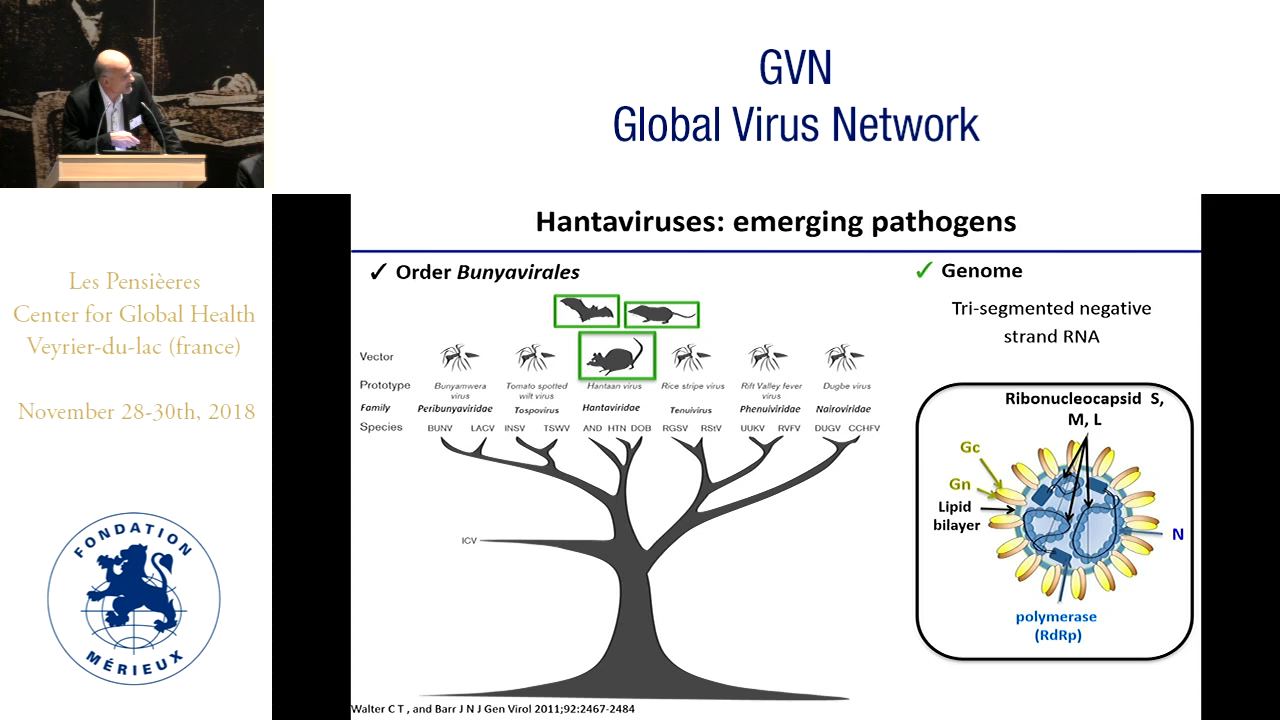 GVN
Global Virus Network
Les Pensièeres
Center for Global Health
Veyrier-du-lac (france)
November 28-30th, 2018
FONDATION
MÉRIEUX
Hantaviruses: emerging pathogens
✓ Order Bunyavirales
Vector
Prototype Bunyamwera virus Tomato spotted wilt virus Hantaan virus Rice stripe virus Rift Valley fever virus Dugbe virus
Family Peribunyaviridae Tospovirus Hantaviridae Tenuivirus Phenuiviridae Nairoviridae
Species BUNV LACV INSV TSWV AND HTN DOB RGSV RStV UUKV RVFV DUGV CCHFV
ICV
Walter C T , and Barr J N J Gen Virol 2011;92:2467-2484
✓ Genome
Tri-segmented negative
strand RNA
Ribonucleocapsid S,
M, L
Gc
Gn
Lipid
bilayer
N
polymerase
(RdRp)